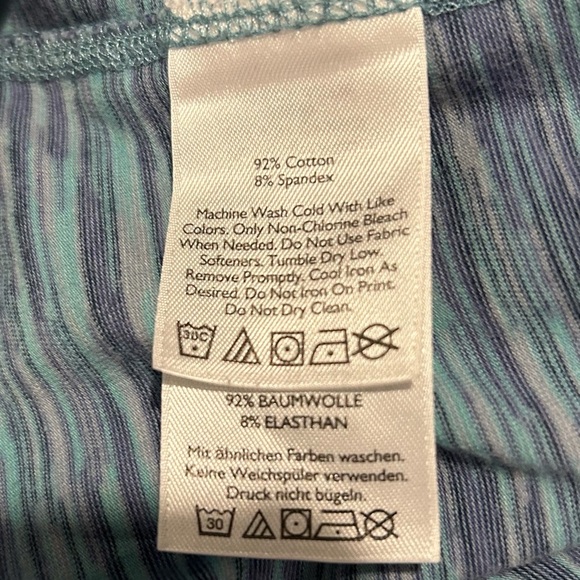 92% Cotton
8% Spandex
Machine Wash Cold With Like
Colors. Only Non-Chlorine Bleach
When Needed. Do Not Use Fabric
Softeners. Tumble Dry Low.
Remove Promptly. Cool Iron As
Desired. Do Not Iron On Print.
Do Not Dry Clean.
30C
92% BAUMWOLLE
8% ELASTHAN
Mit ähnlichen Farben waschen.
Keine Weichspüler verwenden.
Druck nicht bügeln.
30